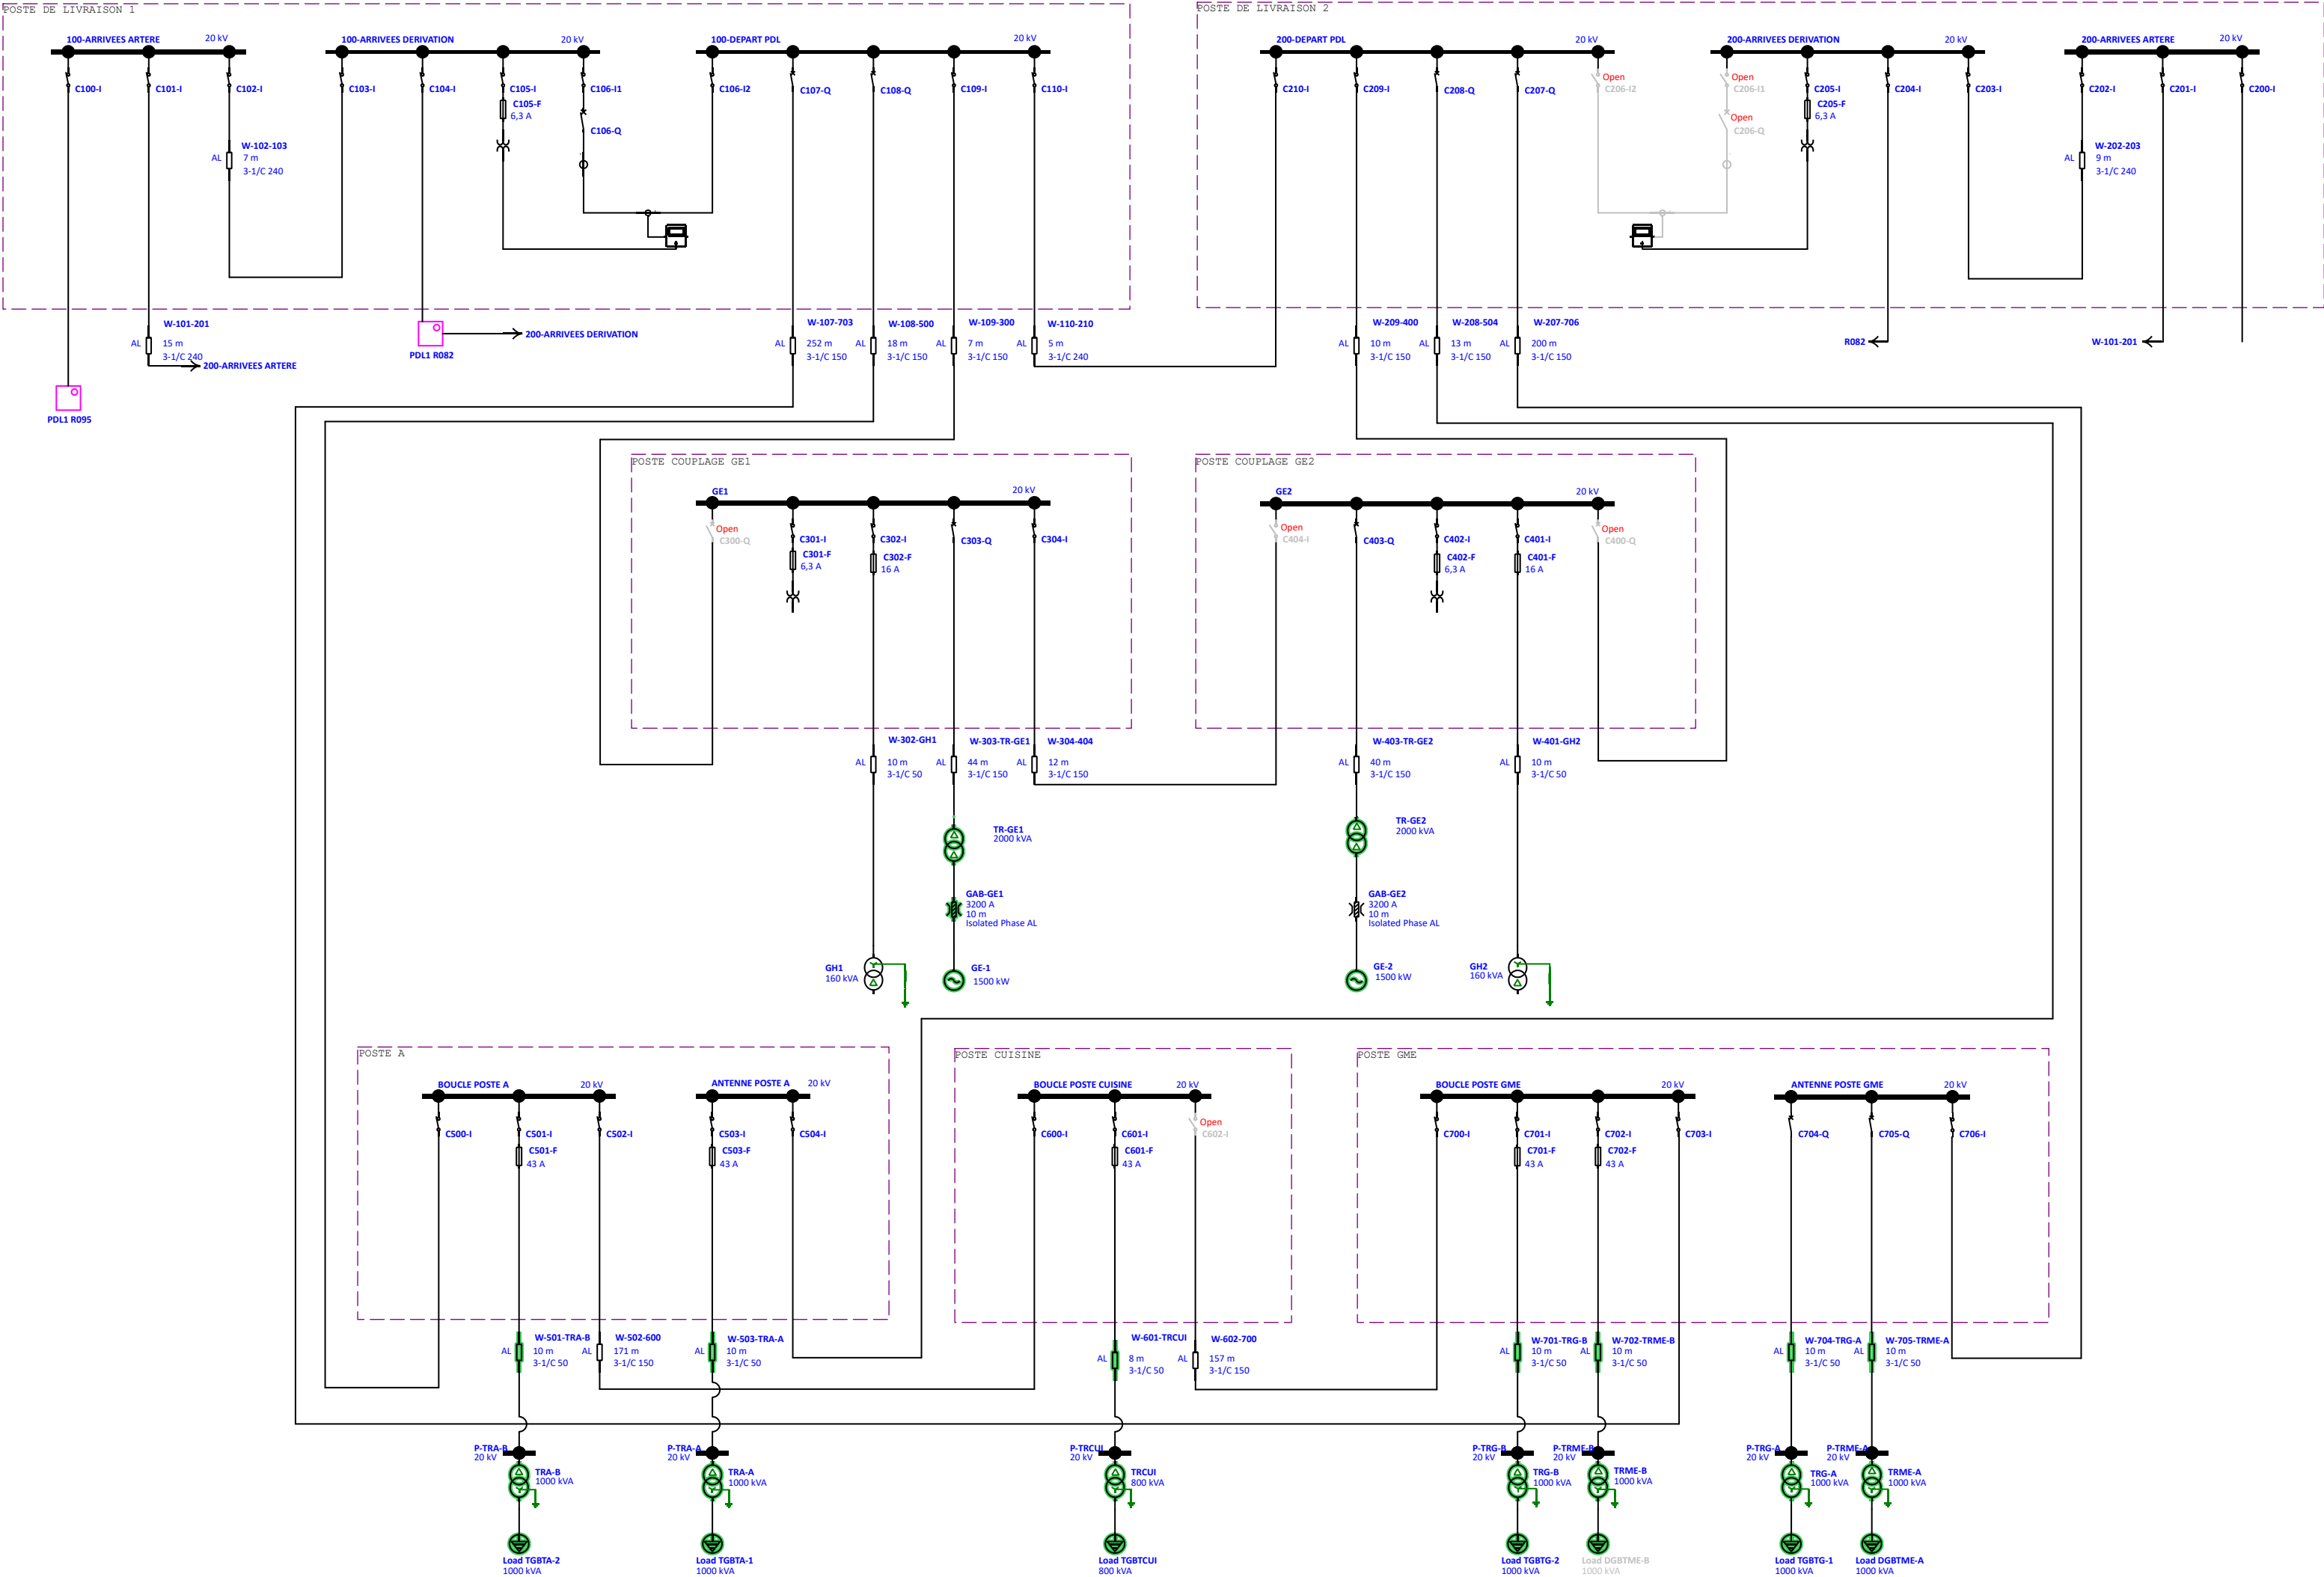 POSTE DE LIVRAISON 1
100-ARRIVEES ARTERE
20 kV
C100-I
C101-I
C102-I
W-102-103
AL
7 m
3-1/C 240
100-ARRIVEES DERIVATION
20 kV
C103-I
C104-I
C105-I
C105-F
6,3 A
C106-I1
C106-Q
100-DEPART PDL
20 kV
C106-I2
C107-Q
C108-Q
C109-I
C110-I
POSTE DE LIVRAISON 2
200-DEPART PDL
20 kV
C210-I
C209-I
C208-Q
C207-Q
Open
C206-I2
200-ARRIVEES DERIVATION
20 kV
Open
C206-I1
Open
C206-Q
C205-I
C205-F
6,3 A
C204-I
C203-I
200-ARRIVEES ARTERE
20 kV
C202-I
C201-I
C200-I
W-202-203
AL
9 m
3-1/C 240
W-101-201
AL
15 m
3-1/C 240
200-ARRIVEES ARTERE
PDL1 R095
PDL1 R082
200-ARRIVEES DERIVATION
W-107-703
AL
252 m
3-1/C 150
W-108-500
AL
18 m
3-1/C 150
W-109-300
AL
7 m
3-1/C 150
W-110-210
AL
5 m
3-1/C 240
W-209-400
AL
10 m
3-1/C 150
W-208-504
AL
13 m
3-1/C 150
W-207-706
AL
200 m
3-1/C 150
R082
W-101-201
POSTE COUPLAGE GE1
GE1
20 kV
Open
C300-Q
C301-I
C301-F
6,3 A
C302-I
C302-F
16 A
C303-Q
C304-I
POSTE COUPLAGE GE2
GE2
20 kV
Open
C404-I
C403-Q
C402-I
C402-F
6,3 A
C401-I
C401-F
16 A
Open
C400-Q
W-302-GH1
AL
10 m
3-1/C 50
W-303-TR-GE1
AL
44 m
3-1/C 150
W-304-404
AL
12 m
3-1/C 150
W-403-TR-GE2
AL
40 m
3-1/C 150
W-401-GH2
AL
10 m
3-1/C 50
TR-GE1
2000 kVA
GAB-GE1
3200 A
10 m
Isolated Phase AL
GH1
160 kVA
GE-1
1500 kW
TR-GE2
2000 kVA
GAB-GE2
3200 A
10 m
Isolated Phase AL
GE-2
1500 kW
GH2
160 kVA
POSTE A
BOUCLE POSTE A
20 kV
C500-I
C501-I
C501-F
43 A
C502-I
ANTENNE POSTE A
20 kV
C503-I
C503-F
43 A
C504-I
POSTE CUISINE
BOUCLE POSTE CUISINE
20 kV
C600-I
C601-I
C601-F
43 A
Open
C602-I
POSTE GME
BOUCLE POSTE GME
20 kV
C700-I
C701-I
C701-F
43 A
C702-I
C702-F
43 A
C703-I
ANTENNE POSTE GME
20 kV
C704-Q
C705-Q
C706-I
W-501-TRA-B
AL
10 m
3-1/C 50
W-502-600
AL
171 m
3-1/C 150
W-503-TRA-A
AL
10 m
3-1/C 50
W-601-TRCUI
AL
8 m
3-1/C 50
W-602-700
AL
157 m
3-1/C 150
W-701-TRG-B
AL
10 m
3-1/C 50
W-702-TRME-B
AL
10 m
3-1/C 50
W-704-TRG-A
AL
10 m
3-1/C 50
W-705-TRME-A
AL
10 m
3-1/C 50
P-TRA-B
20 kV
TRA-B
1000 kVA
Load TGBTA-2
1000 kVA
P-TRA-A
20 kV
TRA-A
1000 kVA
Load TGBTA-1
1000 kVA
P-TRCUI
20 kV
TRCUI
800 kVA
Load TGBTCUI
800 kVA
P-TRG-B
20 kV
TRG-B
1000 kVA
Load TGBTG-2
1000 kVA
P-TRME-B
20 kV
TRME-B
1000 kVA
Load DGBTME-B
1000 kVA
P-TRG-A
20 kV
TRG-A
1000 kVA
Load TGBTG-1
1000 kVA
P-TRME-A
20 kV
TRME-A
1000 kVA
Load DGBTME-A
1000 kVA